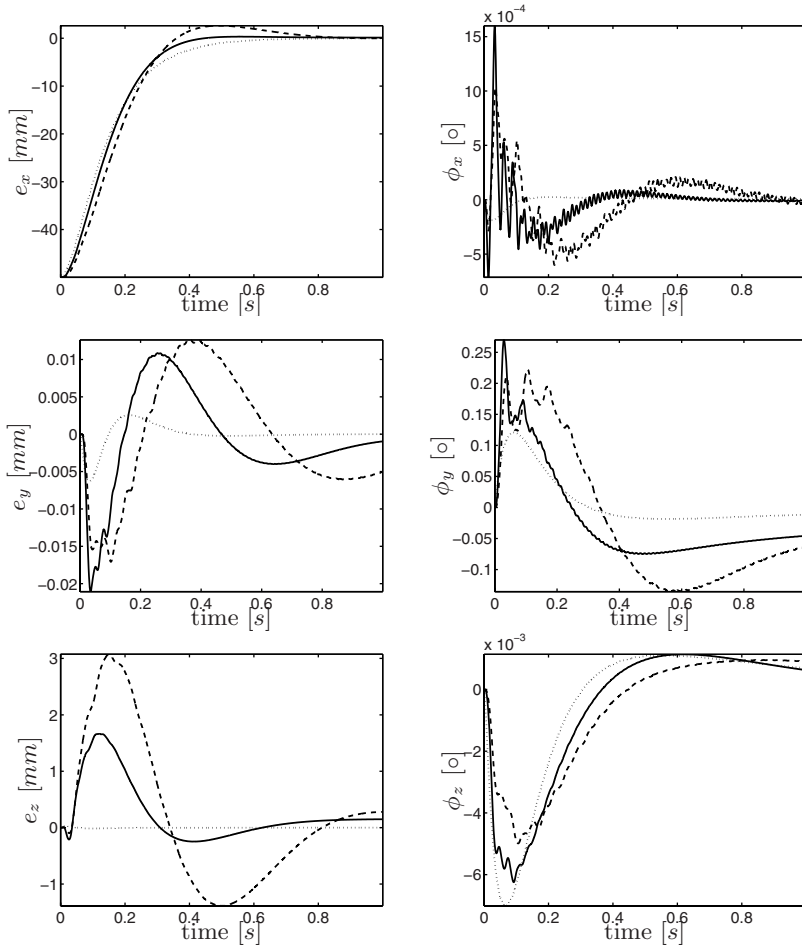 0
−10
−20
−30
−40
e_x [mm]
0 0.2 0.4 0.6 0.8
time [s]
x 10^−4
15
10
5
0
−5
ϕ_x [○]
0 0.2 0.4 0.6 0.8
time [s]
0.01
0.005
0
−0.005
−0.01
−0.015
−0.02
e_y [mm]
0 0.2 0.4 0.6 0.8
time [s]
0.25
0.2
0.15
0.1
0.05
0
−0.05
−0.1
ϕ_y [○]
0 0.2 0.4 0.6 0.8
time [s]
3
2
1
0
−1
e_z [mm]
0 0.2 0.4 0.6 0.8
time [s]
x 10^−3
0
−2
−4
−6
ϕ_z [○]
0 0.2 0.4 0.6 0.8
time [s]